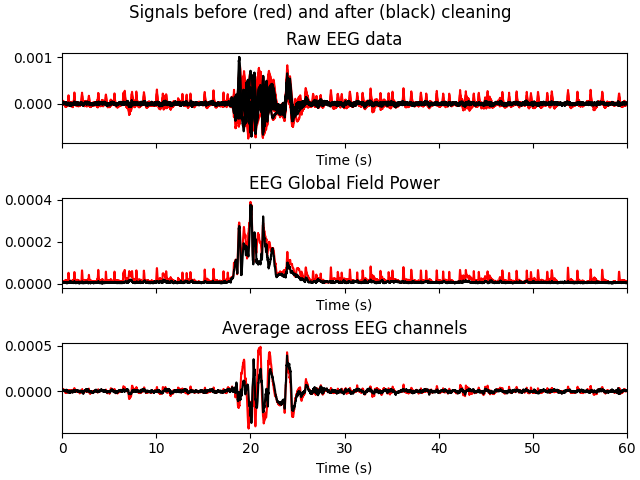 Signals before (red) and after (black) cleaning
Raw EEG data
0.001
0.000
Time (s)
EEG Global Field Power
0.0004
0.0002
0.0000
Time (s)
Average across EEG channels
0.0005
0.0000
0 10 20 30 40 50 60
Time (s)